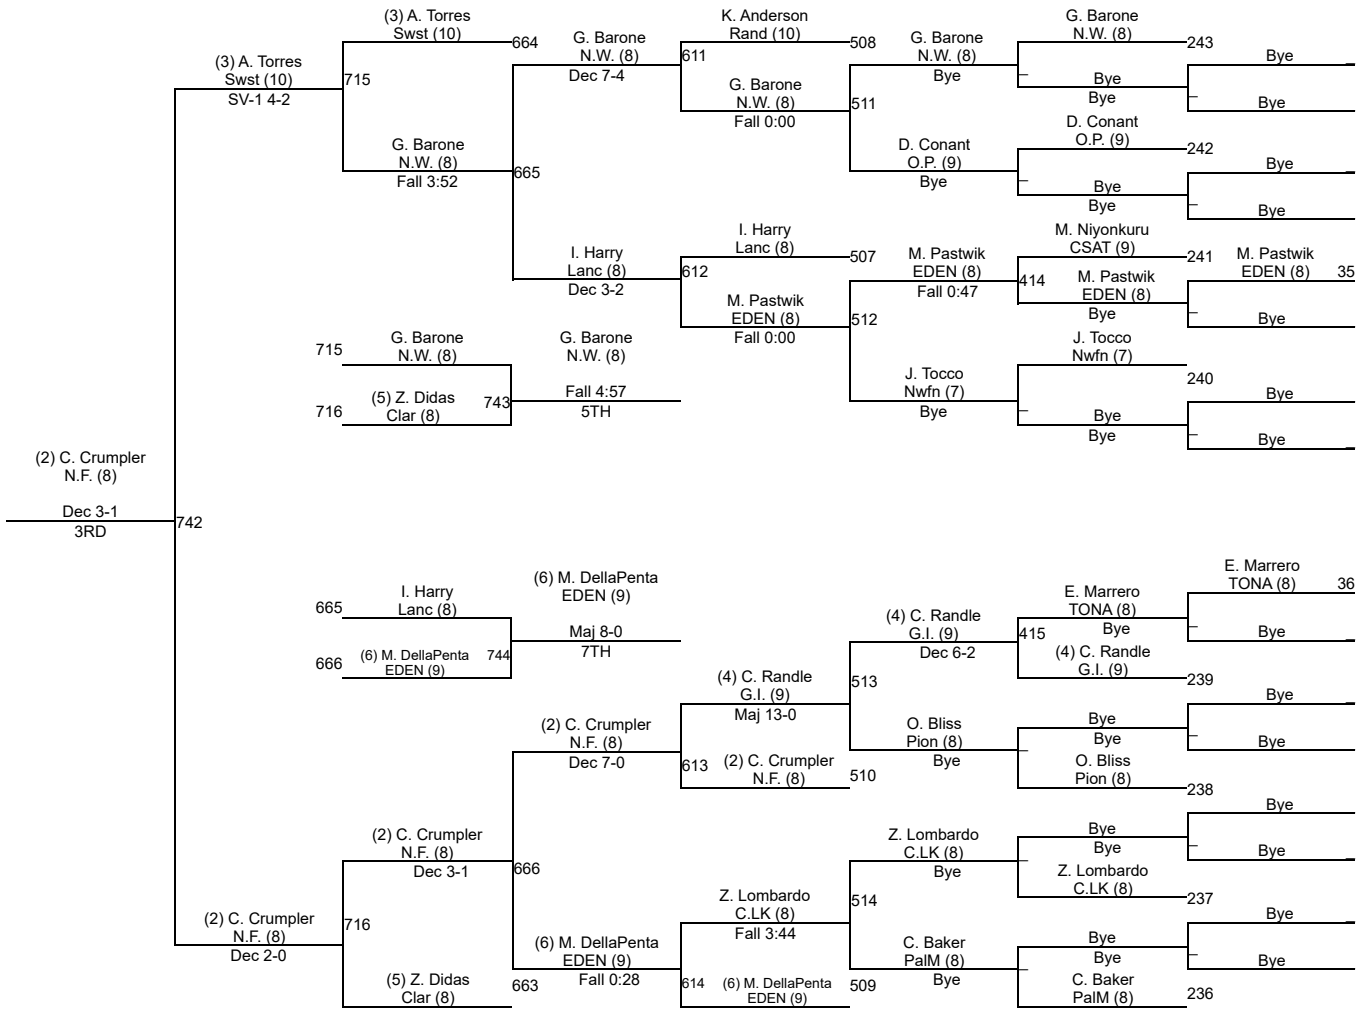 (3) A. Torres
Swst (10)
664
K. Anderson
Rand (10)
508
G. Barone
N.W. (8)
243
G. Barone
N.W. (8)
Dec 7-4
611
G. Barone
N.W. (8)
Bye
Bye
Bye
Bye
Bye
(3) A. Torres
Swst (10)
SV-1 4-2
715
G. Barone
N.W. (8)
Fall 0:00
511
D. Conant
O.P. (9)
242
G. Barone
N.W. (8)
Fall 3:52
665
D. Conant
O.P. (9)
Bye
Bye
Bye
Bye
Bye
I. Harry
Lanc (8)
507
M. Niyonkuru
CSAT (9)
241
I. Harry
Lanc (8)
Dec 3-2
612
M. Pastwik
EDEN (8)
Fall 0:47
414
M. Pastwik
EDEN (8)
35
M. Pastwik
EDEN (8)
Bye
Bye
M. Pastwik
EDEN (8)
Fall 0:00
512
715
G. Barone
N.W. (8)
G. Barone
N.W. (8)
J. Tocco
Nwfn (7)
240
716
(5) Z. Didas
Clar (8)
743
Fall 4:57
5TH
J. Tocco
Nwfn (7)
Bye
Bye
Bye
Bye
Bye
(2) C. Crumpler
N.F. (8)
Dec 3-1
3RD
742
665
I. Harry
Lanc (8)
(6) M. DellaPenta
EDEN (9)
E. Marrero
TONA (8)
36
E. Marrero
TONA (8)
Bye
Bye
666
(6) M. DellaPenta
EDEN (9)
744
Maj 8-0
7TH
(4) C. Randle
G.I. (9)
Dec 6-2
415
(4) C. Randle
G.I. (9)
239
(4) C. Randle
G.I. (9)
Maj 13-0
513
Bye
(2) C. Crumpler
N.F. (8)
Dec 7-0
613
(2) C. Crumpler
N.F. (8)
510
O. Bliss
Pion (8)
Bye
Bye
Bye
Bye
O. Bliss
Pion (8)
238
Bye
(2) C. Crumpler
N.F. (8)
Dec 3-1
666
Z. Lombardo
C.LK (8)
Bye
Bye
Bye
Bye
Z. Lombardo
C.LK (8)
237
(2) C. Crumpler
N.F. (8)
Dec 2-0
716
Z. Lombardo
C.LK (8)
Fall 3:44
514
Bye
(6) M. DellaPenta
EDEN (9)
Fall 0:28
614
C. Baker
PalM (8)
Bye
Bye
Bye
(5) Z. Didas
Clar (8)
663
(6) M. DellaPenta
EDEN (9)
509
C. Baker
PalM (8)
236